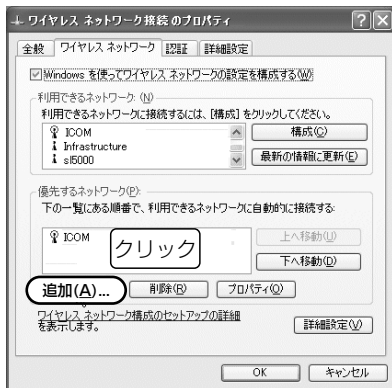 ワイヤレス ネットワーク接続のプロパティ
全般 ワイヤレス ネットワーク 認証 詳細設定
Windows を使ってワイヤレス ネットワークの設定を構成する(W)
利用できるネットワーク: (N)
利用できるネットワークに接続するには、[構成] をクリックしてください。
ICOM
Infrastructure
sl5000
構成(C)
最新の情報に更新(E)
優先するネットワーク(P):
下の一覧にある順番で、利用できるネットワークに自動的に接続する:
ICOM
クリック
上へ移動(U)
下へ移動(D)
追加(A)... 削除(R) プロパティ(O)
ワイヤレス ネットワーク構成のセットアップの詳細
を表示します。
詳細設定(V)
OK キャンセル